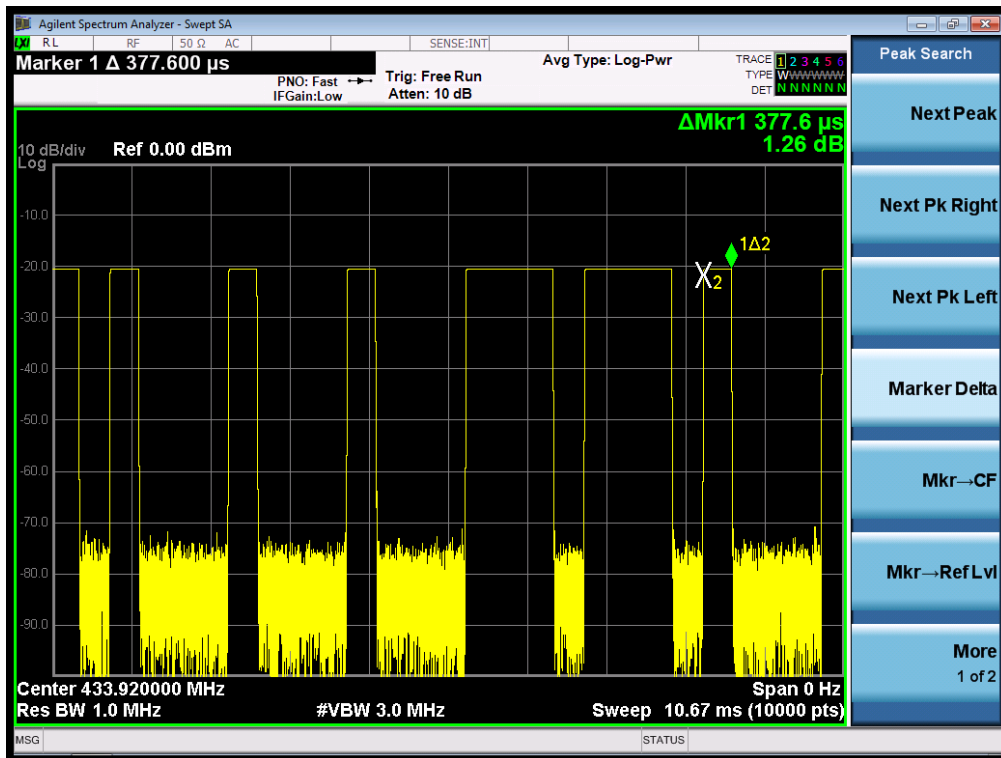 Agilent Spectrum Analyzer - Swept SA
LXI RL RF 50 Ω AC SENSE:INT
Marker 1 Δ 377.600 µs
PNO: Fast
IFGain:Low
Trig: Free Run
Atten: 10 dB
Avg Type: Log-Pwr
TRACE 1 2 3 4 5 6
TYPE WWWWWWW
DET N N N N N N
Peak Search
ΔMkr1 377.6 µs
1.26 dB
10 dB/div Ref 0.00 dBm
Log
-10.0
-20.0
-30.0
-40.0
-50.0
-60.0
-70.0
-80.0
-90.0
1Δ2
X2
Center 433.920000 MHz
Span 0 Hz
Res BW 1.0 MHz
#VBW 3.0 MHz
Sweep 10.67 ms (10000 pts)
Next Peak
Next Pk Right
Next Pk Left
Marker Delta
Mkr→CF
Mkr→Ref Lvl
More
1 of 2
MSG
STATUS